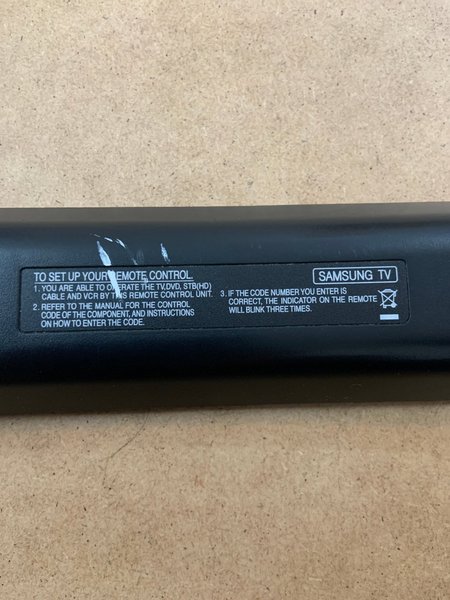 TO SET UP YOUR REMOTE CONTROL.
1. YOU ARE ABLE TO OPERATE THE TV,DVD, STB(HD)
CABLE AND VCR BY THIS REMOTE CONTROL UNIT.
2. REFER TO THE MANUAL FOR THE CONTROL
CODE OF THE COMPONENT, AND INSTRUCTIONS
ON HOW TO ENTER THE CODE.
SAMSUNG TV
3. IF THE CODE NUMBER YOU ENTER IS
CORRECT, THE INDICATOR ON THE REMOTE
WILL BLINK THREE TIMES.